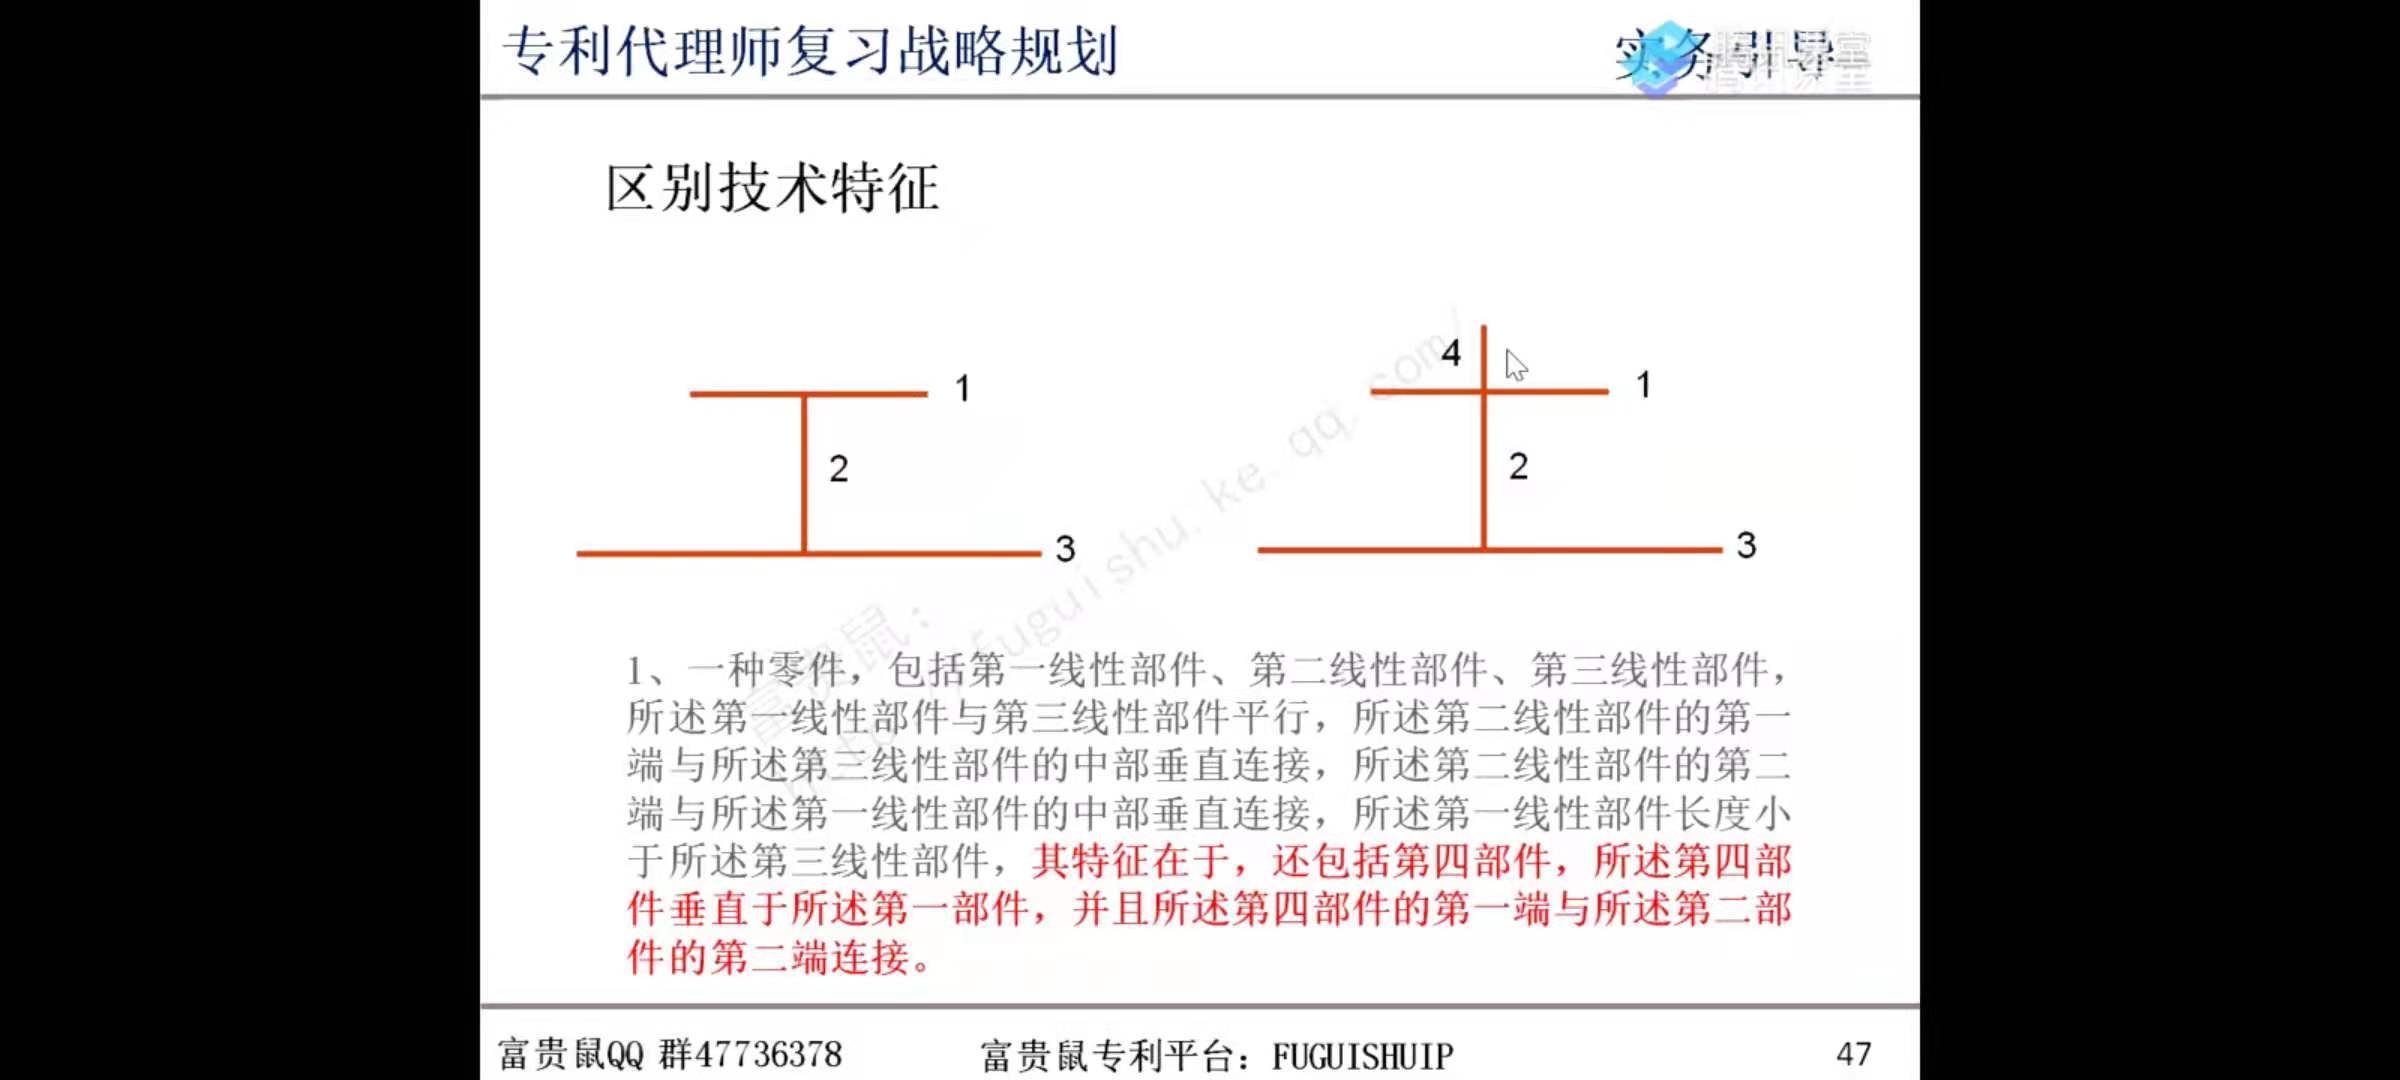 专利代理师复习战略规划
实务引导
腾讯课堂
区别技术特征
4
1
1
2
2
3
3
富贵鼠:
fuguishu.ke.qq.com/
1、一种零件，包括第一线性部件、第二线性部件、第三线性部件，
所述第一线性部件与第三线性部件平行，所述第二线性部件的第一
端与所述第三线性部件的中部垂直连接，所述第二线性部件的第二
端与所述第一线性部件的中部垂直连接，所述第一线性部件长度小
于所述第三线性部件，其特征在于，还包括第四部件，所述第四部
件垂直于所述第一部件，并且所述第四部件的第一端与所述第二部
件的第二端连接。
富贵鼠QQ 群47736378
富贵鼠专利平台：FUGUISHUIP
47